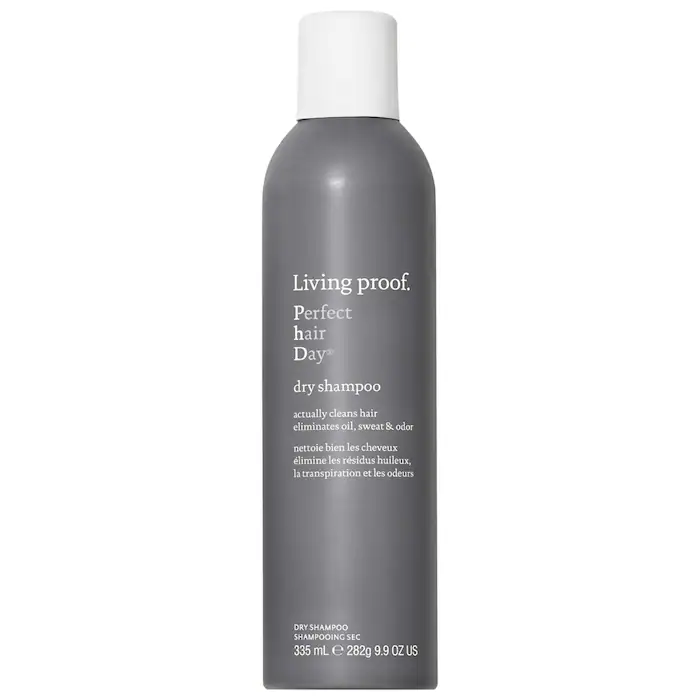 Living proof.
Perfect
hair
Day®
dry shampoo
actually cleans hair
eliminates oil, sweat & odor
nettoie bien les cheveux
élimine les résidus huileux,
la transpiration et les odeurs
DRY SHAMPOO
SHAMPOOING SEC
335 mL ℮ 282g 9.9 OZ US